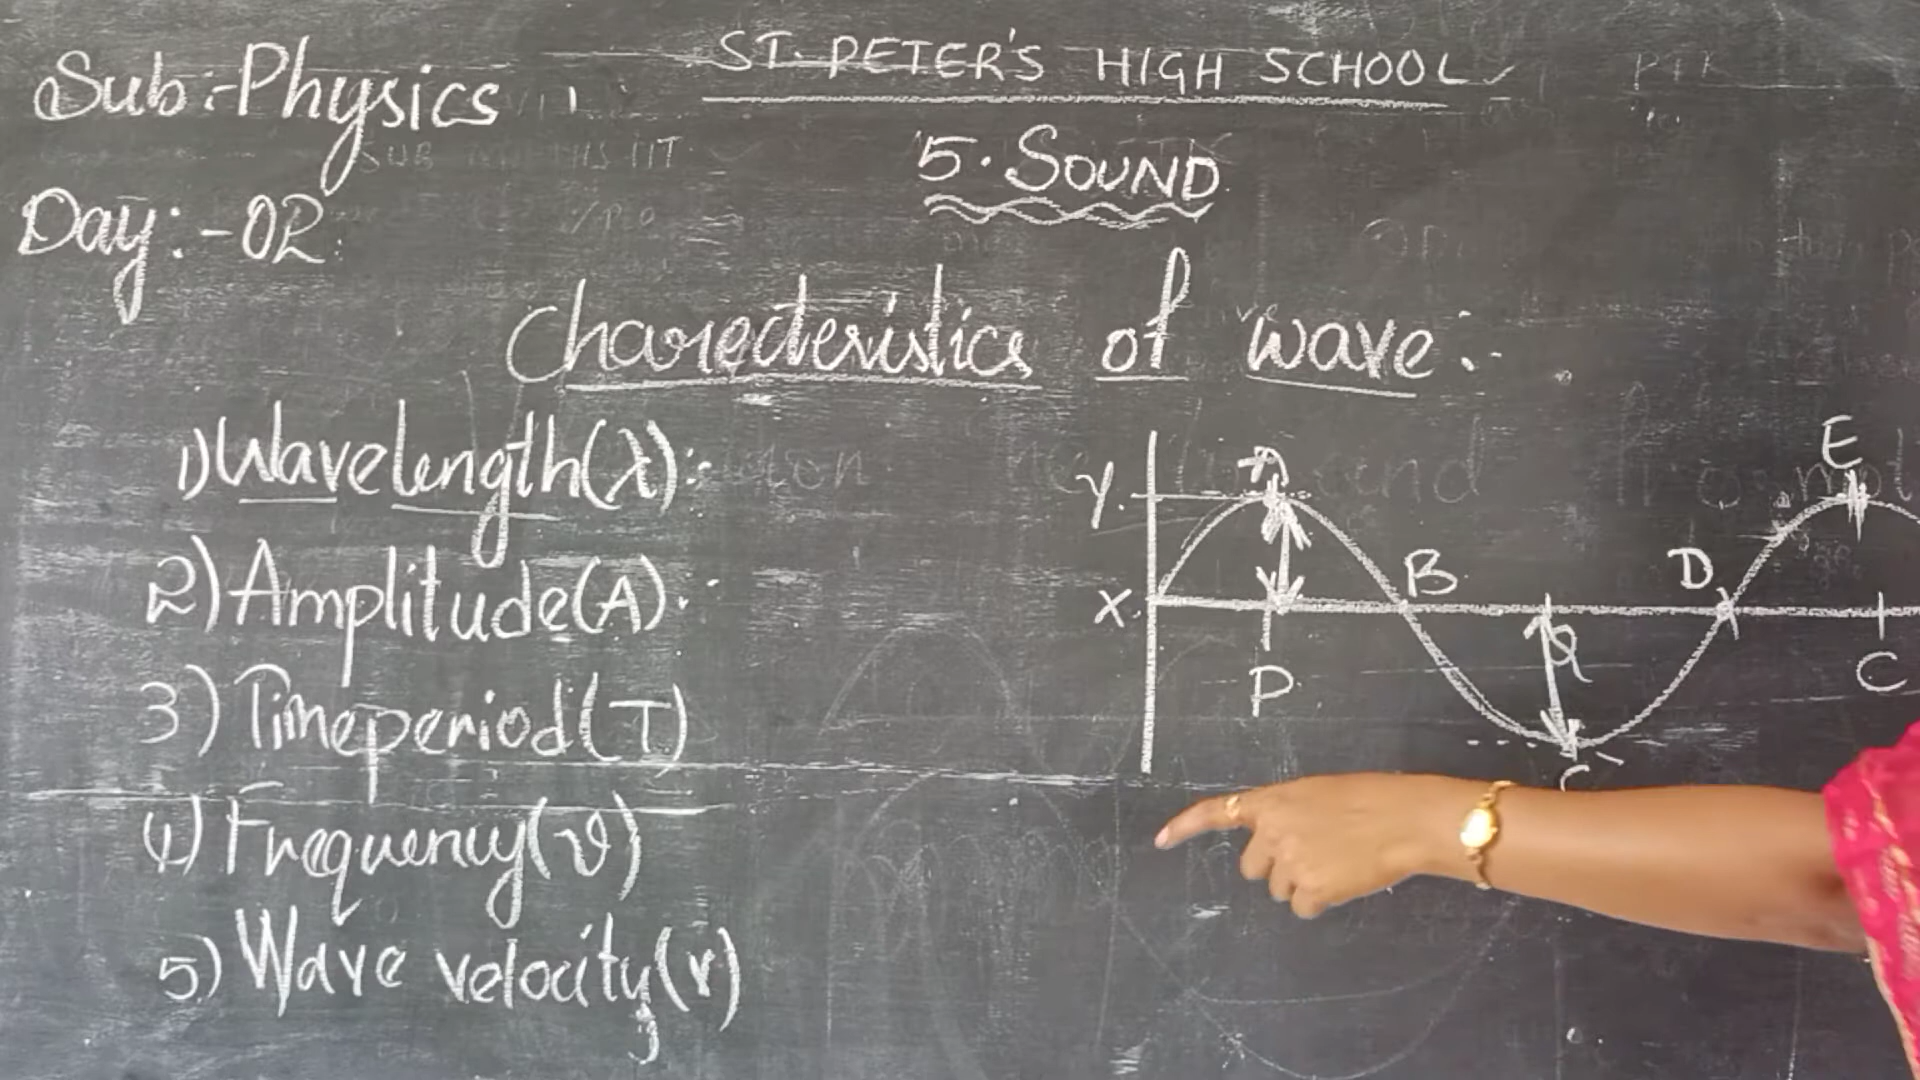 ST. PETER'S HIGH SCHOOL
Sub:-Physics
5. SOUND
Day:-02
Charecteristics of wave:-
1) Wavelength(λ):-
2) Amplitude(A):-
3) Timeperiod(T)
4) Frequency(ϑ)
5) Wave velocity(v)
Y
A
E
X
B
D
P
Q
C
C